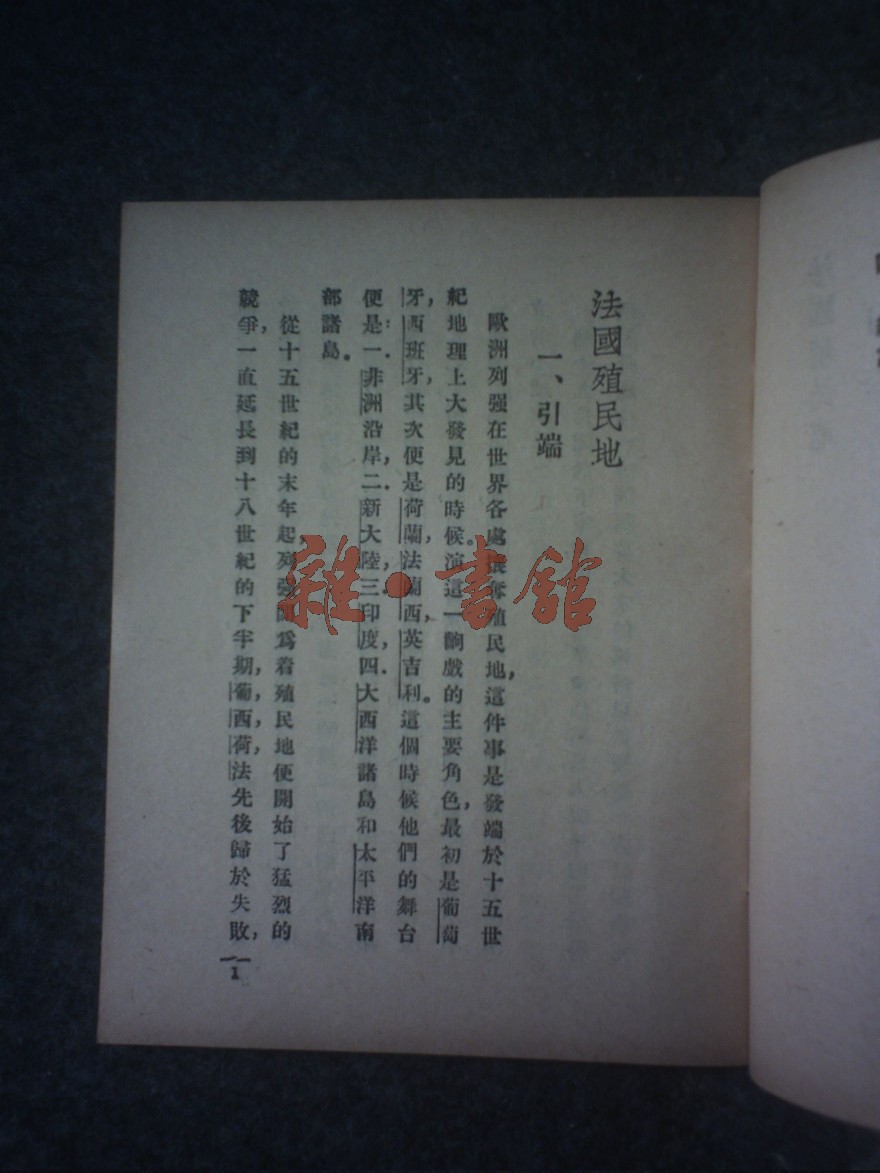 法國殖民地
一、引端
歐洲列强在世界各處攘奪殖民地，這件事是發端於十五世
紀地理上大發見的時候。演這一齣戲的主要角色，最初是葡萄
牙，西班牙，其次便是荷蘭，法蘭西，英吉利。這個時候他們的舞台
便是：一．非洲沿岸，二．新大陸，三．印度，四．大西洋諸島和太平洋南
部諸島。
從十五世紀的末年起，列强因爲着殖民地便開始了猛烈的
競爭，一直延長到十八世紀的下半期，葡，西，荷，法先後歸於失敗，
1
雜·書館